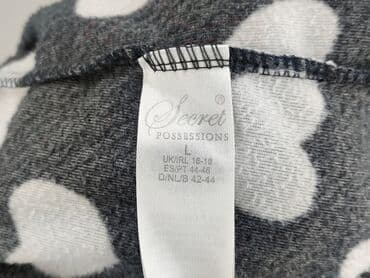 Secret ®
POSSESSIONS
L
UK/IRL 16-18
ES/PT 44-46
D/NL/B 42-44